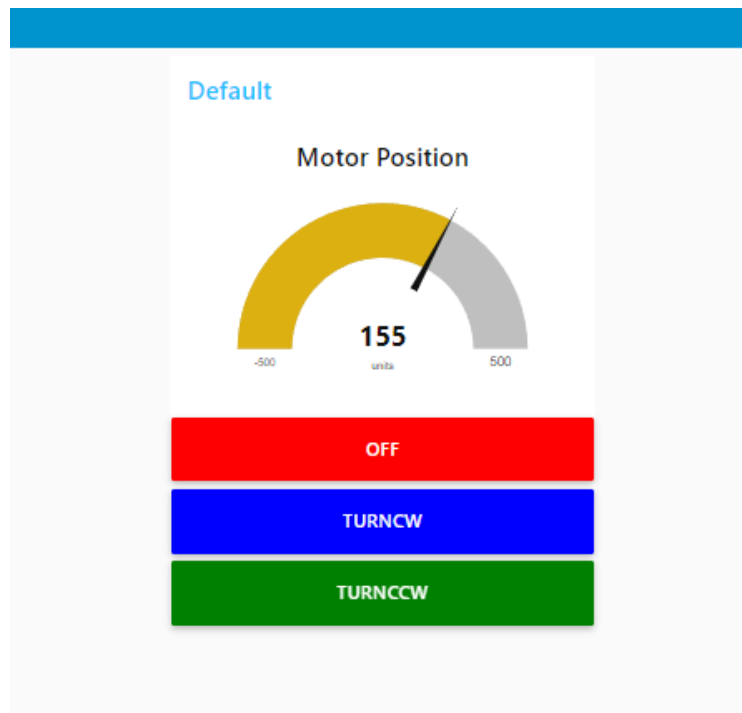 Default
Motor Position
155
-500
units
500
OFF
TURNCW
TURNCCW